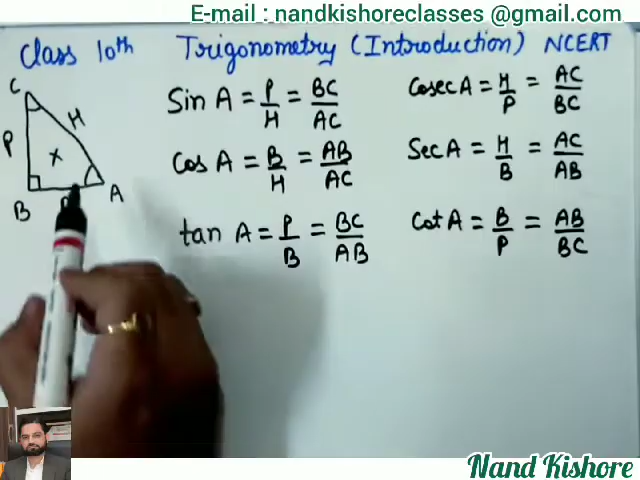 E-mail : nandkishoreclasses @gmail.com
Class 10th Trigonometry (Introduction) NCERT
C
H
P
x
B
A
Sin A = P/H = BC/AC
Cos A = B/H = AB/AC
tan A = P/B = BC/AB
Cosec A = H/P = AC/BC
Sec A = H/B = AC/AB
Cot A = B/P = AB/BC
Nand Kishore